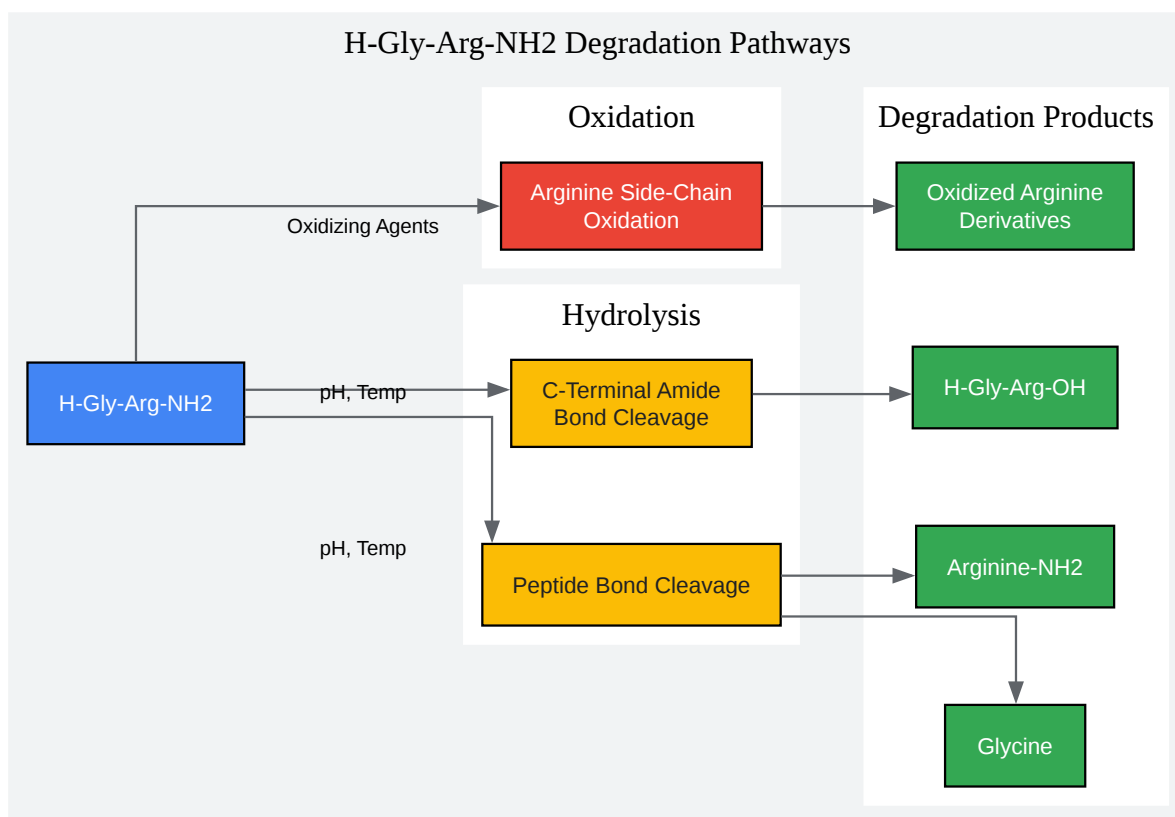 H-Gly-Arg-NH2 Degradation Pathways
Oxidation
Degradation Products
Arginine Side-Chain
Oxidation
Oxidized Arginine
Derivatives
Oxidizing Agents
Hydrolysis
H-Gly-Arg-NH2
pH, Temp
C-Terminal Amide
Bond Cleavage
H-Gly-Arg-OH
pH, Temp
Peptide Bond Cleavage
Arginine-NH2
Glycine